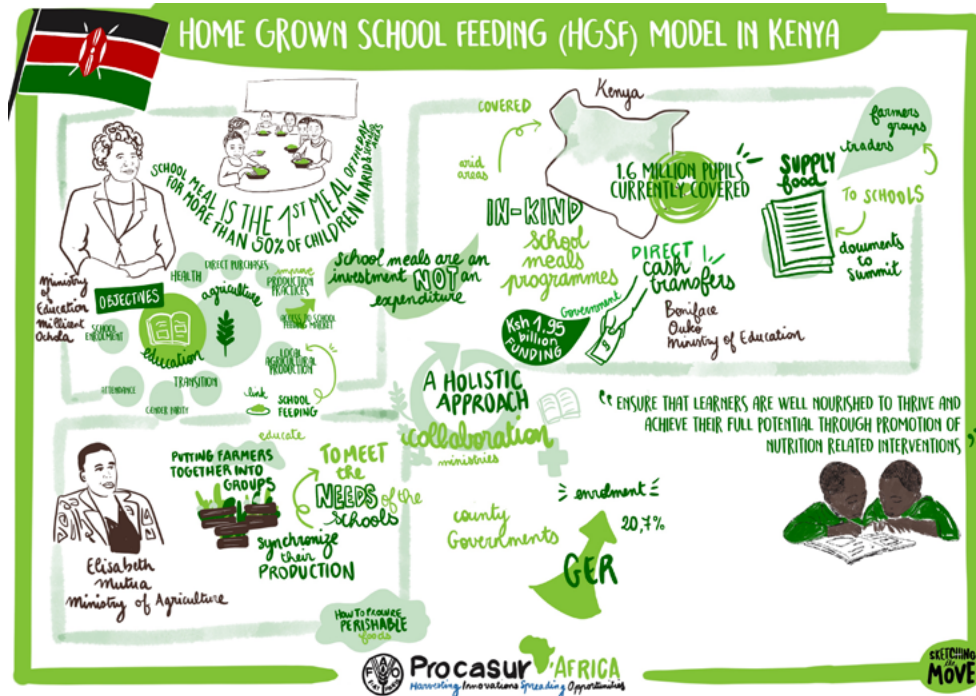 HOME GROWN SCHOOL FEEDING (HGSF) MODEL IN KENYA
SCHOOL MEAL IS THE 1ST MEAL OF THE DAY
FOR MORE THAN 50% OF CHILDREN IN ARID &
AREAS
Ministry
of
Education
Millicent
Ochola
OBJECTIVES
HEALTH
DIRECT PURCHASES
improve
PRODUCTION
PRACTICES
agriculture
ACCESS TO SCHOOL
FEEDING MARKET
SCHOOL
ENROLMENT
education
LOCAL
AGRICULTURAL
PRODUCTION
ATTENDANCE
TRANSITION
GENDER PARITY
link
SCHOOL
FEEDING
school meals are an
investment NOT an
expenditure
COVERED
arid
areas
Kenya
1.6 MILLION PUPILS
CURRENTLY COVERED
IN-KIND
school
meals
programmes
DIRECT
cash
transfers
Government
Ksh 1,95
billion
FUNDING
Boniface
Ouko
Ministry of Education
SUPPLY
food
farmers
groups
traders
TO SCHOOLS
douments
to
Summit
A HOLISTIC
APPROACH
collaboration
ministries
county
Governments
enrolment
20,7%
GER
“ ENSURE THAT LEARNERS ARE WELL NOURISHED TO THRIVE AND
ACHIEVE THEIR FULL POTENTIAL THROUGH PROMOTION OF
NUTRITION RELATED INTERVENTIONS ”
educate
PUTTING FARMERS
TOGETHER INTO
GROUPS
TO MEET
the
NEEDS of the
schools
synchronize
their
PRODUCTION
Elisabeth
Mutua
Ministry of Agriculture
HOW TO PROCURE
PERISHABLE
foods
FAO
FIAT PANIS
Procasur AFRICA
Harvesting Innovations Spreading Opportunities
SKETCHING
the
MOVE